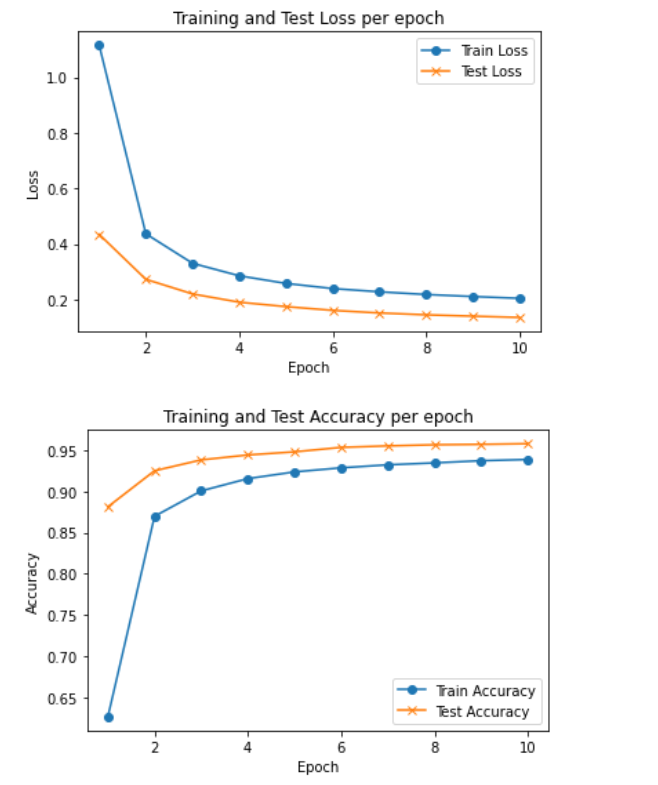 Training and Test Loss per epoch
Train Loss
Test Loss
1.0
0.8
0.6
0.4
0.2
Loss
2 4 6 8 10
Epoch
Training and Test Accuracy per epoch
0.95
0.90
0.85
0.80
0.75
0.70
0.65
Accuracy
Train Accuracy
Test Accuracy
2 4 6 8 10
Epoch